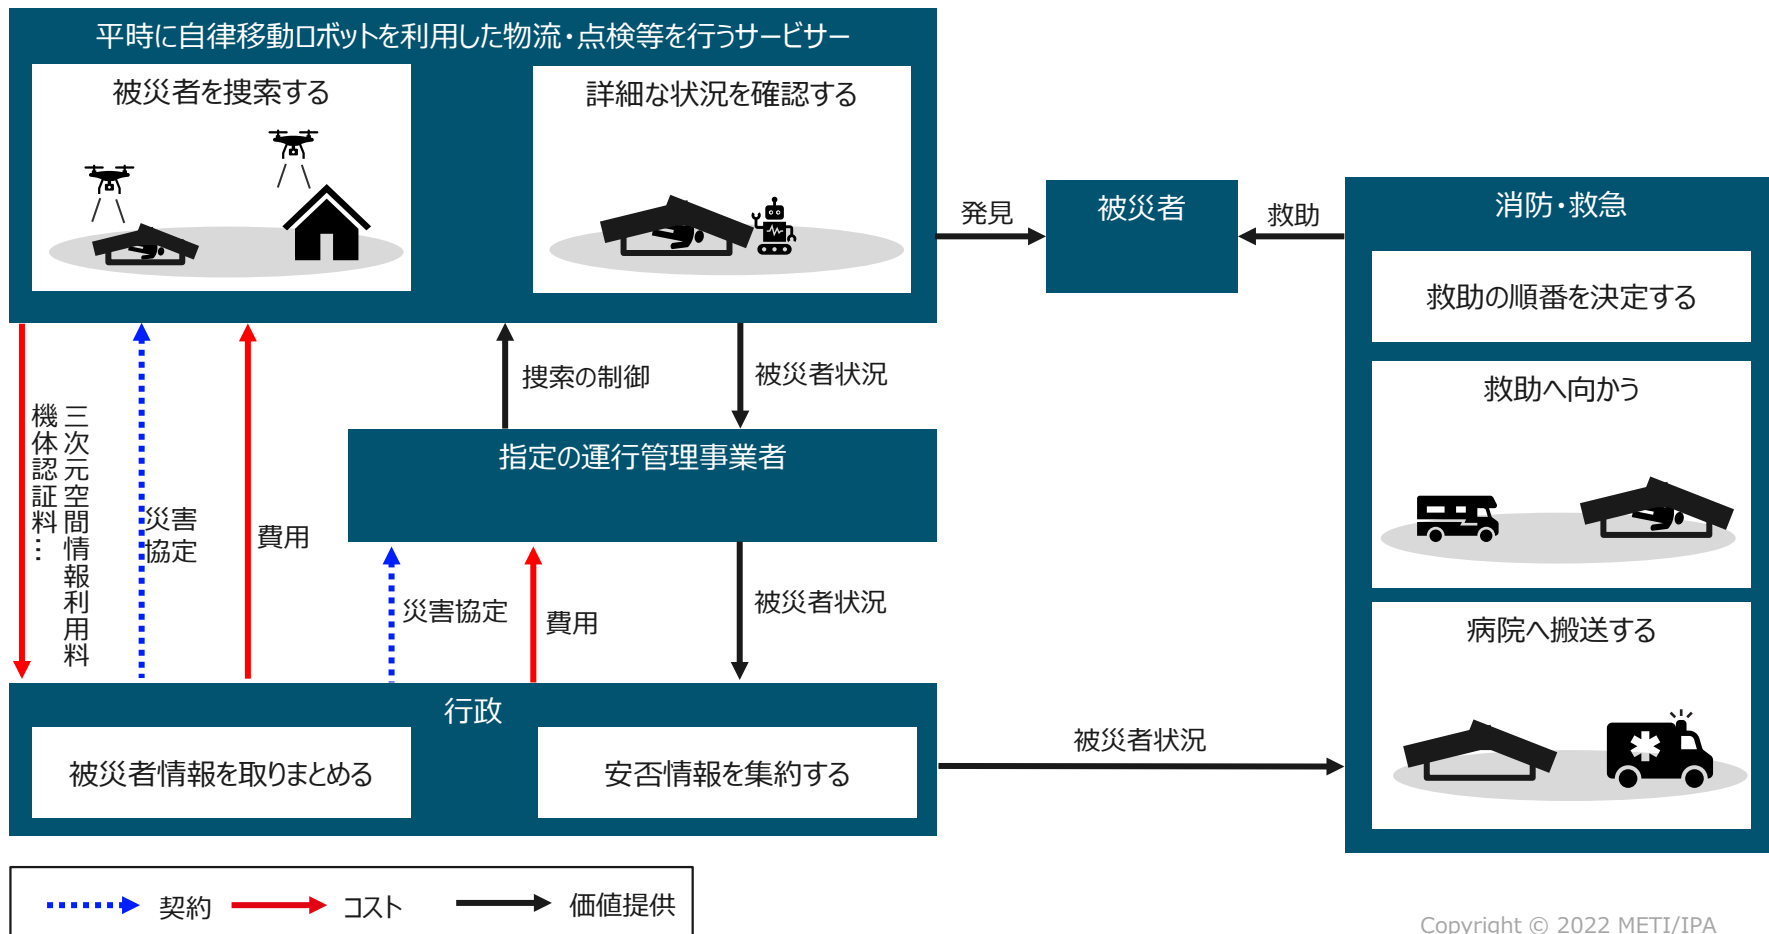 平時に自律移動ロボットを利用した物流・点検等を行うサービサー
被災者を捜索する
詳細な状況を確認する
発見
被災者
救助
消防・救急
救助の順番を決定する
救助へ向かう
病院へ搬送する
捜索の制御
被災者状況
三次元空間情報利用料
機体認証料…
災害
協定
費用
指定の運行管理事業者
災害協定
費用
被災者状況
行政
被災者情報を取りまとめる
安否情報を集約する
被災者状況
契約
コスト
価値提供
Copyright © 2022 METI/IPA